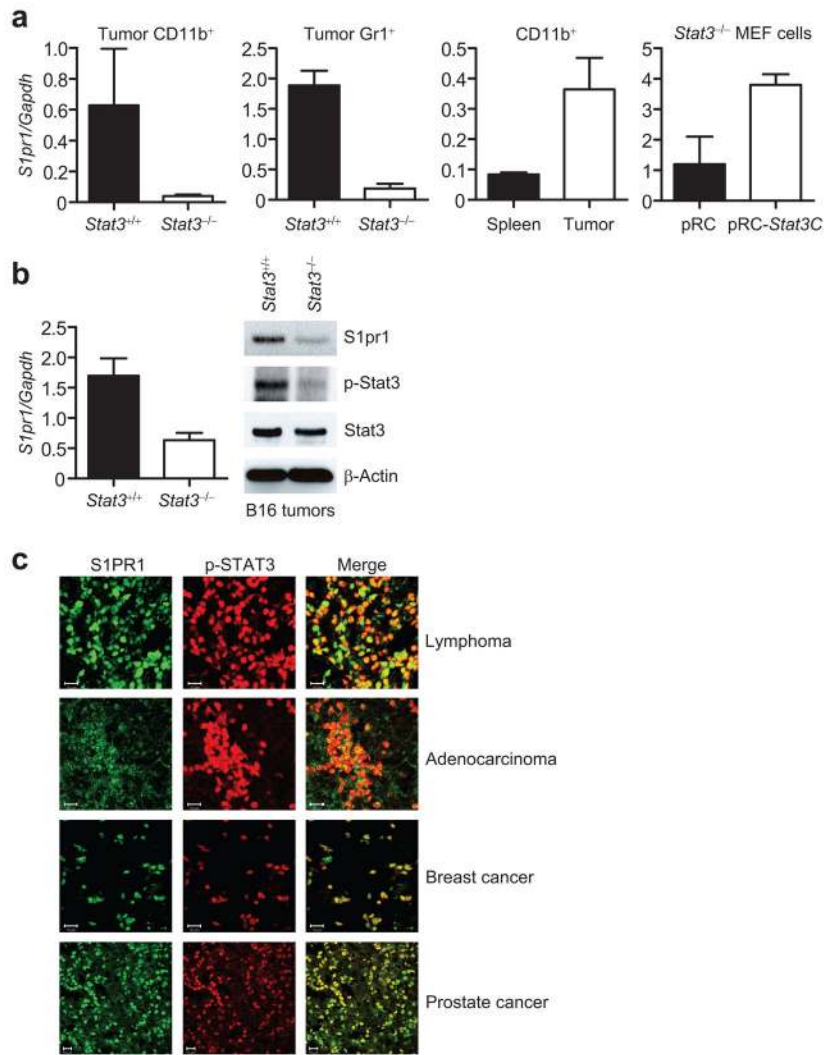 a
Tumor CD11b⁺
S1pr1/Gapdh
1.0
0.8
0.6
0.4
0.2
0
Stat3⁺/⁺ Stat3⁻/⁻
Tumor Gr1⁺
2.5
2.0
1.5
1.0
0.5
0
Stat3⁺/⁺ Stat3⁻/⁻
CD11b⁺
0.5
0.4
0.3
0.2
0.1
0
Spleen Tumor
Stat3⁻/⁻ MEF cells
5
4
3
2
1
0
pRC pRC-Stat3C
b
S1pr1/Gapdh
2.5
2.0
1.5
1.0
0.5
0
Stat3⁺/⁺ Stat3⁻/⁻
Stat3⁺/⁺ Stat3⁻/⁻
S1pr1
p-Stat3
Stat3
β-Actin
B16 tumors
c
S1PR1 p-STAT3 Merge
Lymphoma
Adenocarcinoma
Breast cancer
Prostate cancer